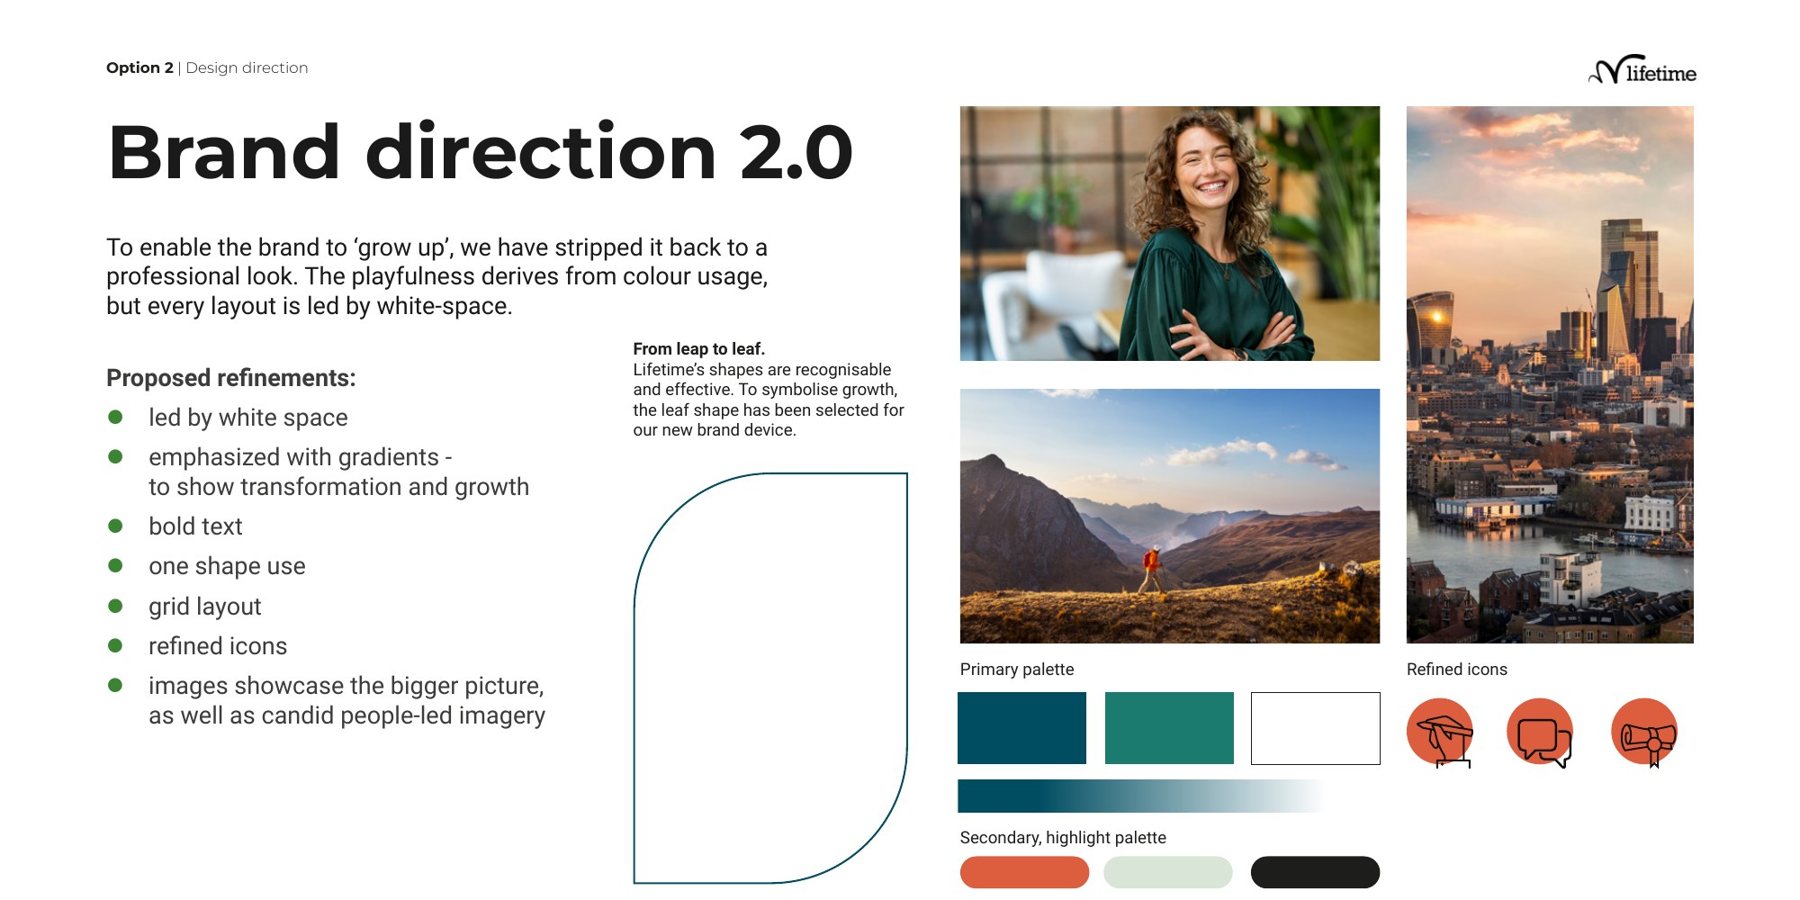 Option 2 | Design direction
lifetime
Brand direction 2.0
To enable the brand to ‘grow up’, we have stripped it back to a
professional look. The playfulness derives from colour usage,
but every layout is led by white-space.
Proposed refinements:
led by white space
emphasized with gradients -
to show transformation and growth
bold text
one shape use
grid layout
refined icons
images showcase the bigger picture,
as well as candid people-led imagery
From leap to leaf.
Lifetime’s shapes are recognisable
and effective. To symbolise growth,
the leaf shape has been selected for
our new brand device.
Primary palette
Refined icons
Secondary, highlight palette